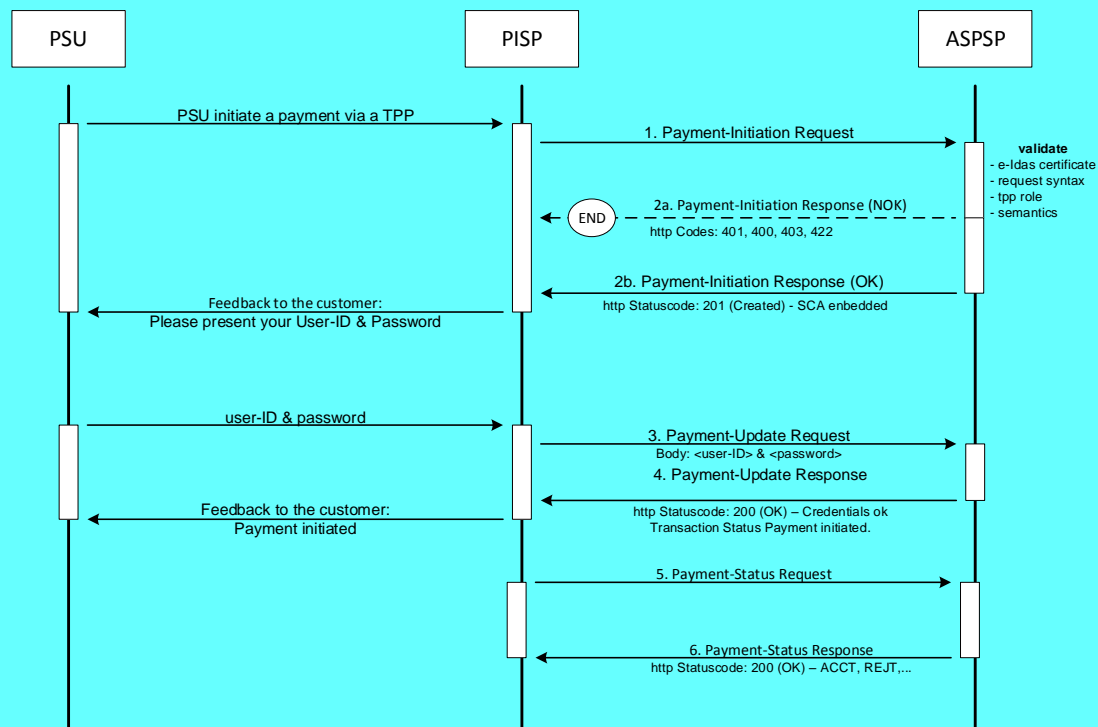 PSU
PISP
ASPSP
PSU initiate a payment via a TPP
1. Payment-Initiation Request
validate
- e-Idas certificate
- request syntax
- tpp role
- semantics
2a. Payment-Initiation Response (NOK)
END
http Codes: 401, 400, 403, 422
2b. Payment-Initiation Response (OK)
http Statuscode: 201 (Created) - SCA enbedded
Feedback to the customer:
Please present your User-ID & Password
user-ID & password
3. Payment-Update Request
Body: <user-ID> & <password>
4. Payment-Update Response
http Statuscode: 200 (OK) – Credentials ok
Transaction Status Payment initiated.
Feedback to the customer:
Payment initiated
5. Payment-Status Request
6. Payment-Status Response
http Statuscode: 200 (OK) – ACCT, REJT,...